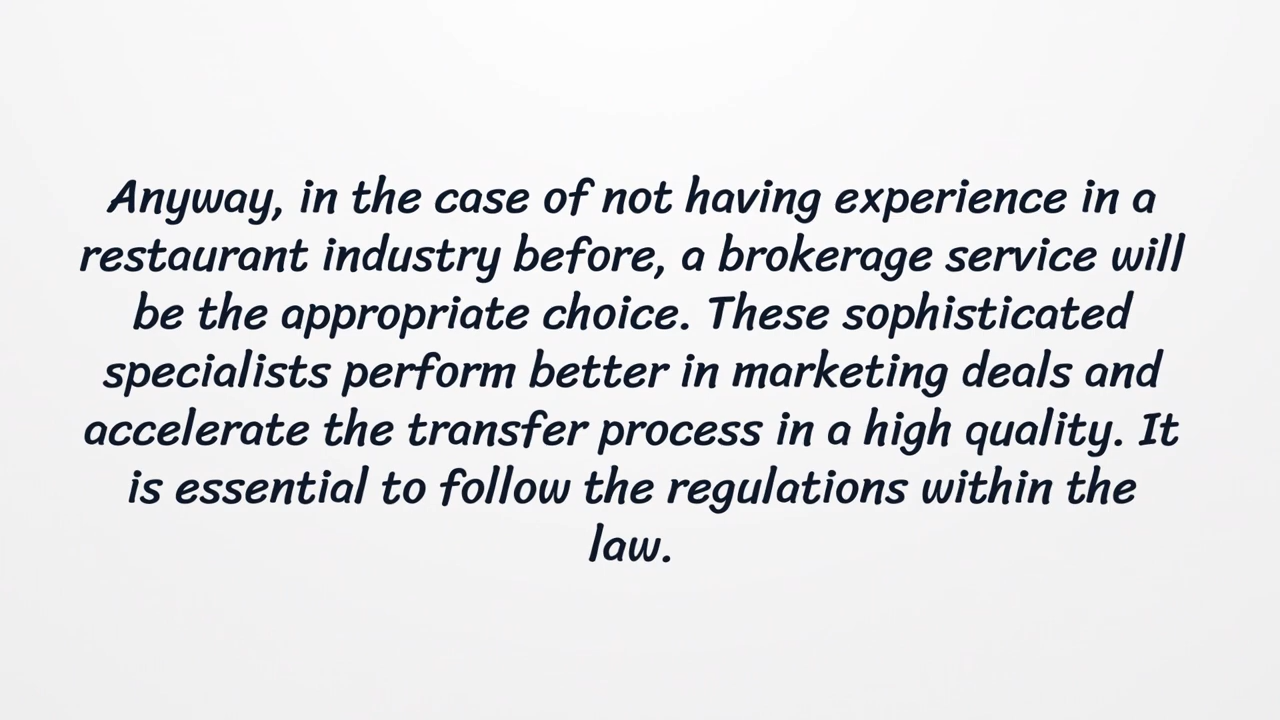 Anyway, in the case of not having experience in a
restaurant industry before, a brokerage service will
be the appropriate choice. These sophisticated
specialists perform better in marketing deals and
accelerate the transfer process in a high quality. It
is essential to follow the regulations within the
law.